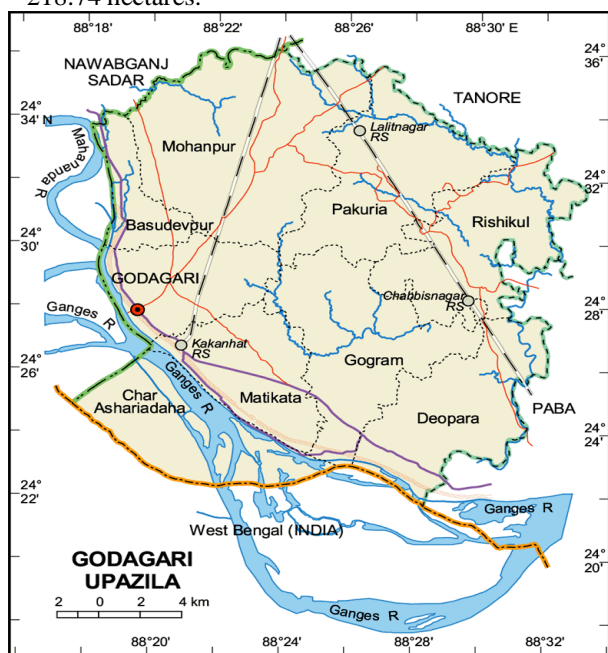 218.74 hectares.
88°18'
88°22'
88°26'
88°30' E
NAWABGANJ
SADAR
TANORE
24°
34' N
24°
36'
Mahananda R
Mohanpur
Lalitnagar
RS
Pakuria
Rishikul
24°
32'
Basudevpur
24°
30'
GODAGARI
Chabbisnagar
RS
24°
28'
Ganges R
Kakanhat
RS
Gogram
24°
26'
Ganges R
Char
Ashariadaha
Matikata
Deopara
PABA
24°
24'
24°
22'
Ganges R
West Bengal (INDIA)
GODAGARI
UPAZILA
24°
20'
2 0 4 km
Ganges R
88°20'
88°24'
88°28'
88°32'